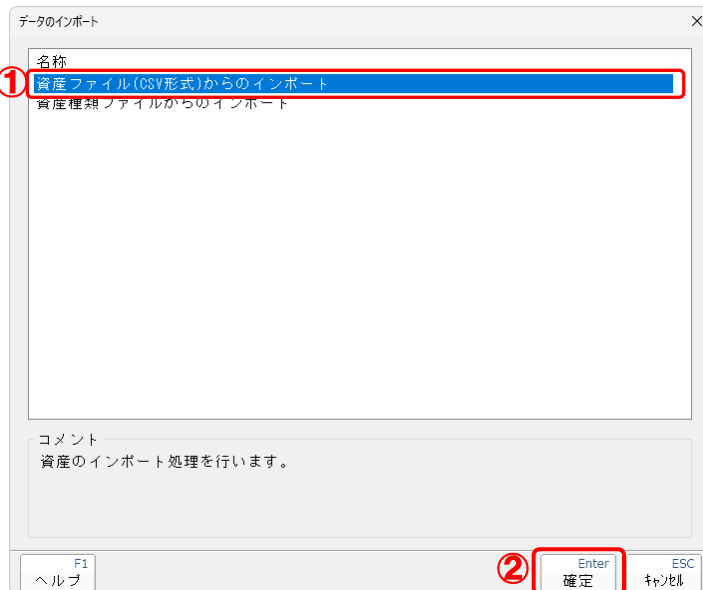 データのインポート
名称
① 資産ファイル(CSV形式)からのインポート
資産種類ファイルからのインポート
コメント
資産のインポート処理を行います。
F1
ヘルプ
②
Enter
確定
ESC
キャンセル